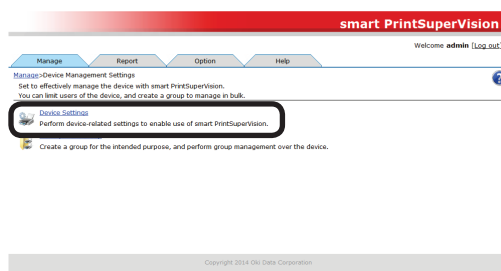 smart PrintSuperVision
Welcome admin [Log out]
Manage Report Option Help
Manage>Device Management Settings
Set to effectively manage the device with smart PrintSuperVision.
You can limit users of the device, and create a group to manage in bulk.
Device Settings
Perform device-related settings to enable use of smart PrintSuperVision.
Create a group for the intended purpose, and perform group management over the device.
Copyright 2014 Oki Data Corporation